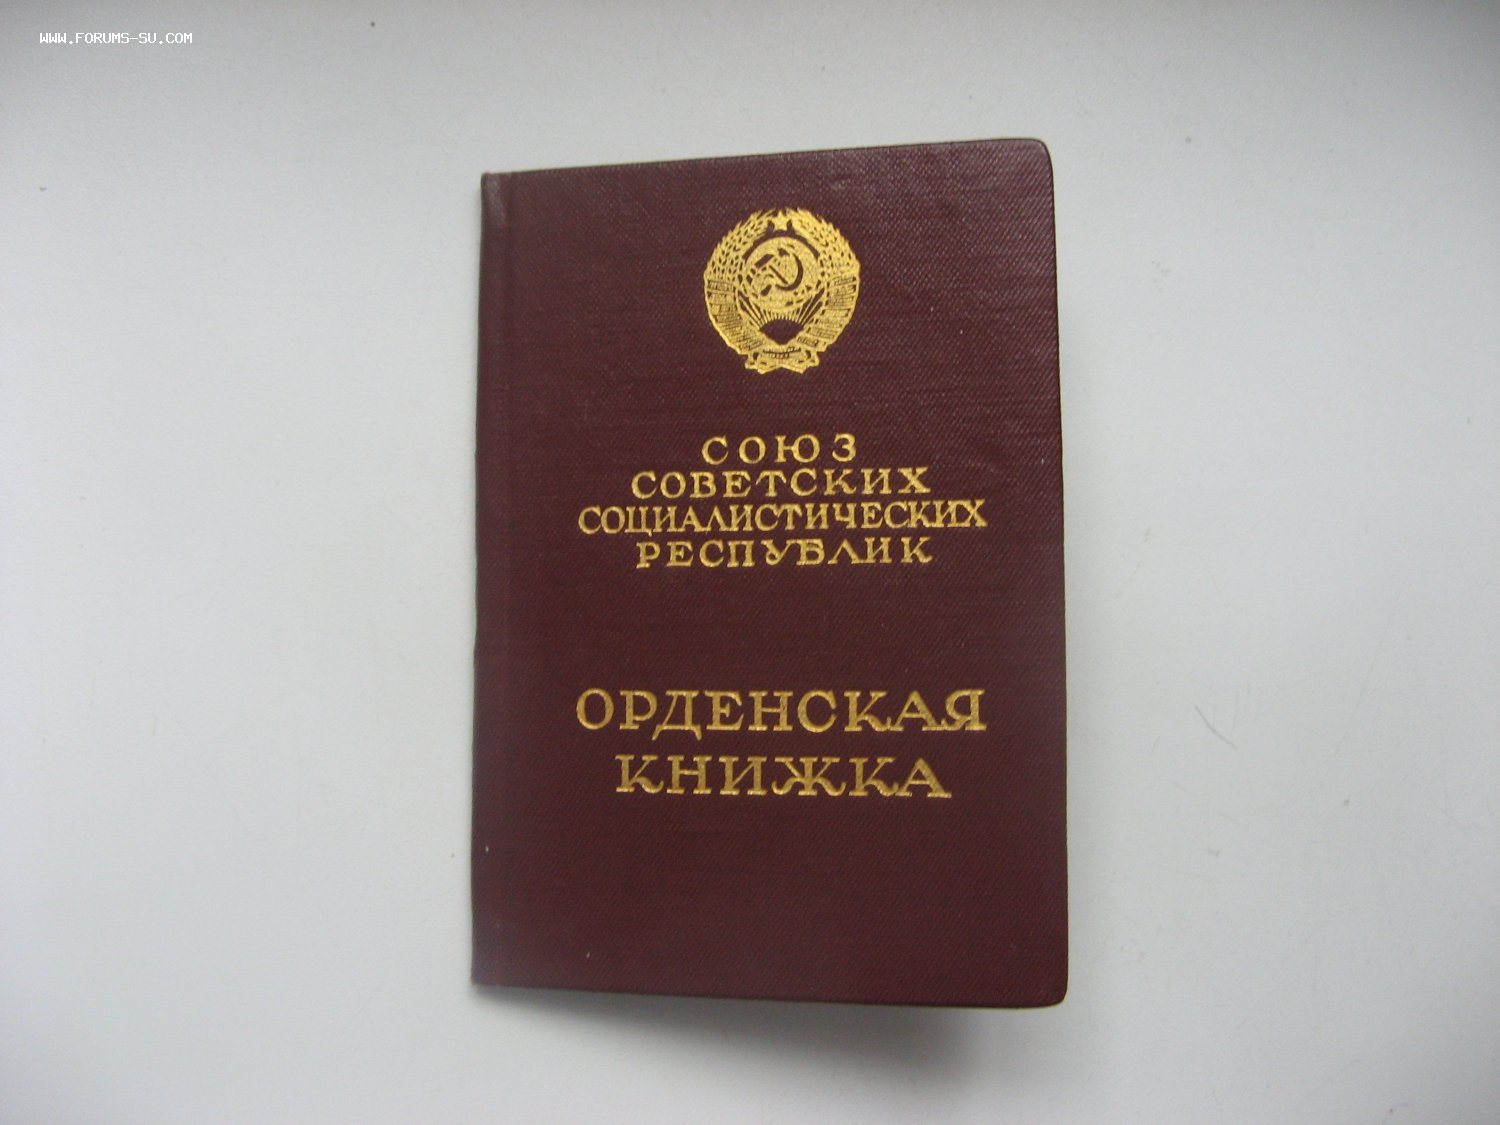 WWW.FORUMS-SU.COM
СОЮЗ
СОВЕТСКИХ
СОЦИАЛИСТИЧЕСКИХ
РЕСПУБЛИК
ОРДЕНСКАЯ
КНИЖКА